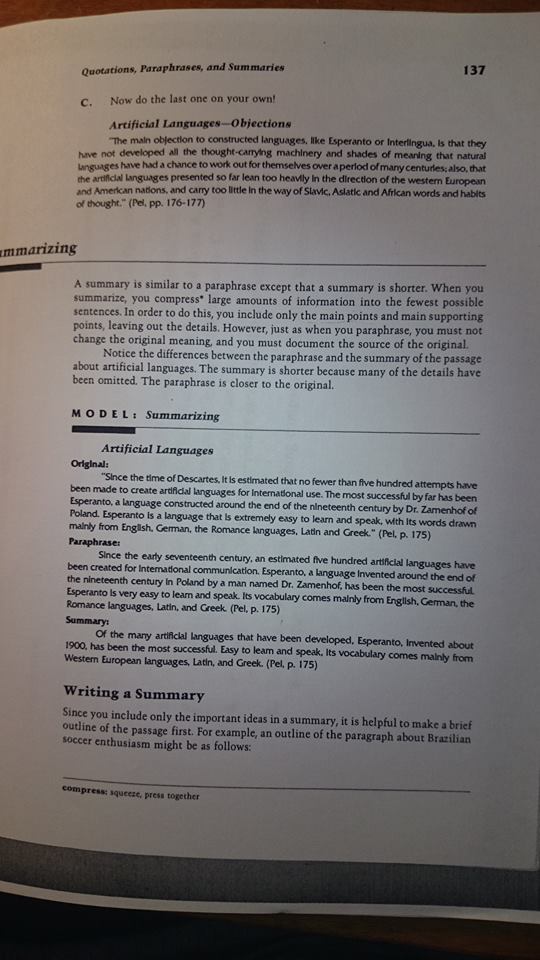 Quotations, Paraphrases, and Summaries 137
C. Now do the last one on your own!
Artificial Languages—Objections
"The main objection to constructed languages, like Esperanto or Interlingua, is that they
have not developed all the thought-carrying machinery and shades of meaning that natural
languages have had a chance to work out for themselves over a period of many centuries; also, that
the artificial languages presented so far lean too heavily in the direction of the western European
and American nations, and carry too little in the way of Slavic, Asiatic and African words and habits
of thought." (Pei, pp. 176-177)
ummarizing
A summary is similar to a paraphrase except that a summary is shorter. When you
summarize, you compress* large amounts of information into the fewest possible
sentences. In order to do this, you include only the main points and main supporting
points, leaving out the details. However, just as when you paraphrase, you must not
change the original meaning, and you must document the source of the original.
Notice the differences between the paraphrase and the summary of the passage
about artificial languages. The summary is shorter because many of the details have
been omitted. The paraphrase is closer to the original.
MODEL: Summarizing
Artificial Languages
Original:
"Since the time of Descartes, it is estimated that no fewer than five hundred attempts have
been made to create artificial languages for international use. The most successful by far has been
Esperanto, a language constructed around the end of the nineteenth century by Dr. Zamenhof of
Poland. Esperanto is a language that is extremely easy to learn and speak, with its words drawn
mainly from English, German, the Romance languages, Latin and Greek." (Pei, p. 175)
Paraphrase:
Since the early seventeenth century, an estimated five hundred artificial languages have
been created for international communication. Esperanto, a language invented around the end of
the nineteenth century in Poland by a man named Dr. Zamenhof, has been the most successful.
Esperanto is very easy to learn and speak. Its vocabulary comes mainly from English, German, the
Romance languages, Latin, and Greek. (Pei, p. 175)
Summary:
Of the many artificial languages that have been developed, Esperanto, invented about
1900, has been the most successful. Easy to learn and speak, its vocabulary comes mainly from
Western European languages, Latin, and Greek. (Pei, p. 175)
Writing a Summary
Since you include only the important ideas in a summary, it is helpful to make a brief
outline of the passage first. For example, an outline of the paragraph about Brazilian
soccer enthusiasm might be as follows:
compress: squeeze, press together